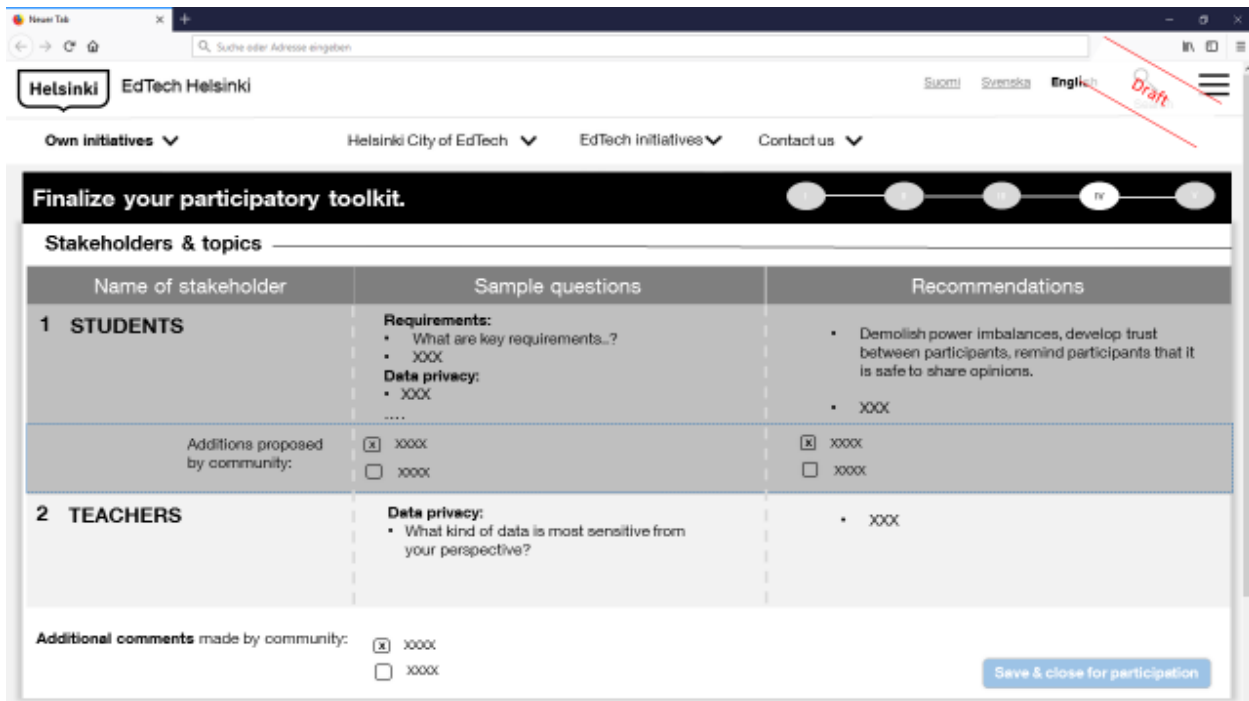 Neuer Tab
Suche oder Adresse eingeben
Helsinki
EdTech Helsinki
Suomi Svenska English
Draft
Own initiatives Helsinki City of EdTech EdTech initiatives Contact us
Finalize your participatory toolkit.
IV
Stakeholders & topics
Name of stakeholder Sample questions Recommendations
1 STUDENTS
Requirements:
• What are key requirements..?
• XXX
Data privacy:
• XXX
....
• Demolish power imbalances, develop trust
between participants, remind participants that it
is safe to share opinions.
• XXX
Additions proposed
by community:
x XXXX
XXXX
x XXXX
XXXX
2 TEACHERS
Data privacy:
• What kind of data is most sensitive from
your perspective?
• XXX
Additional comments made by community:
x XXXX
XXXX
Save & close for participation